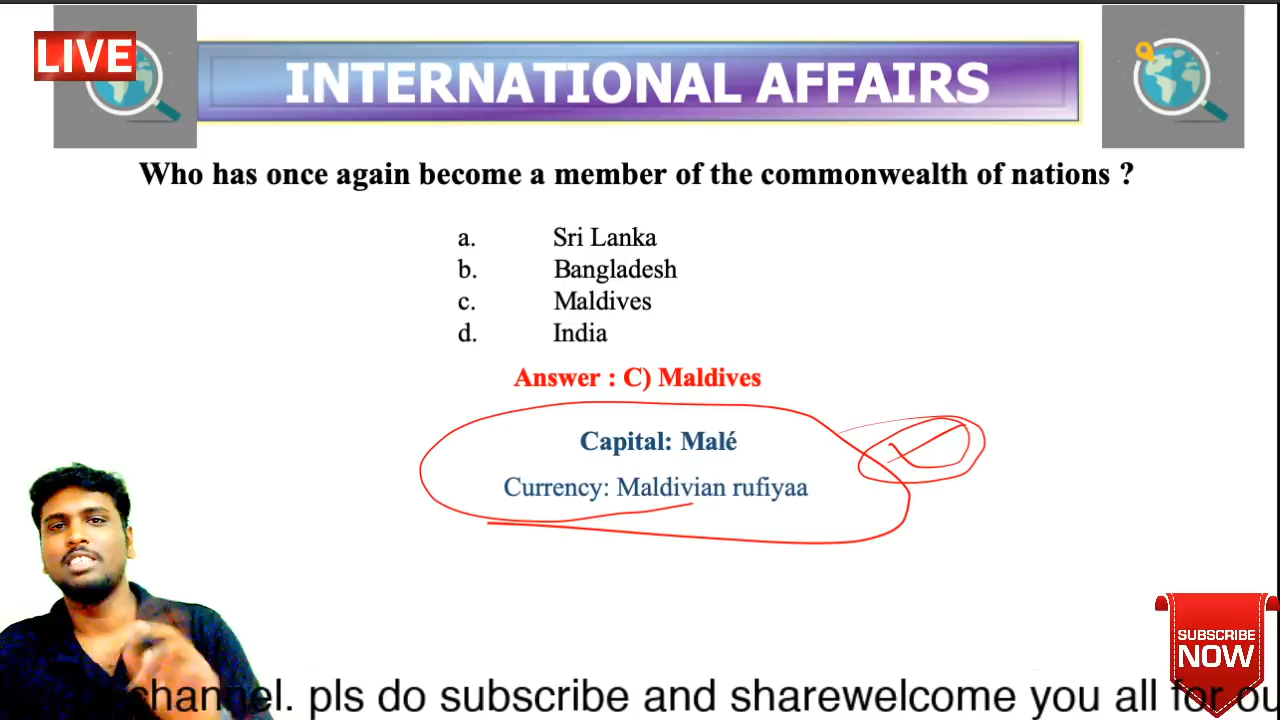 LIVE
INTERNATIONAL AFFAIRS
Who has once again become a member of the commonwealth of nations ?
a. Sri Lanka
b. Bangladesh
c. Maldives
d. India
Answer : C) Maldives
Capital: Malé
Currency: Maldivian rufiyaa
SUBSCRIBE
NOW
channel. pls do subscribe and sharewelcome you all for ou